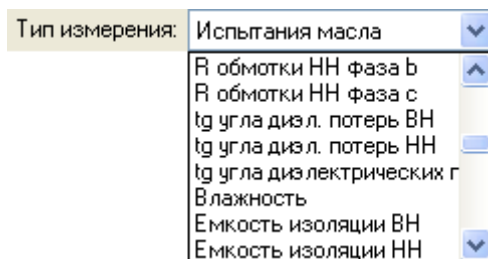 Тип измерения: Испытания масла
R обмотки НН фаза b
R обмотки НН фаза c
tg угла диэл. потерь ВН
tg угла диэл. потерь НН
tg угла диэлектрических г
Влажность
Емкость изоляции ВН
Емкость изоляции НН